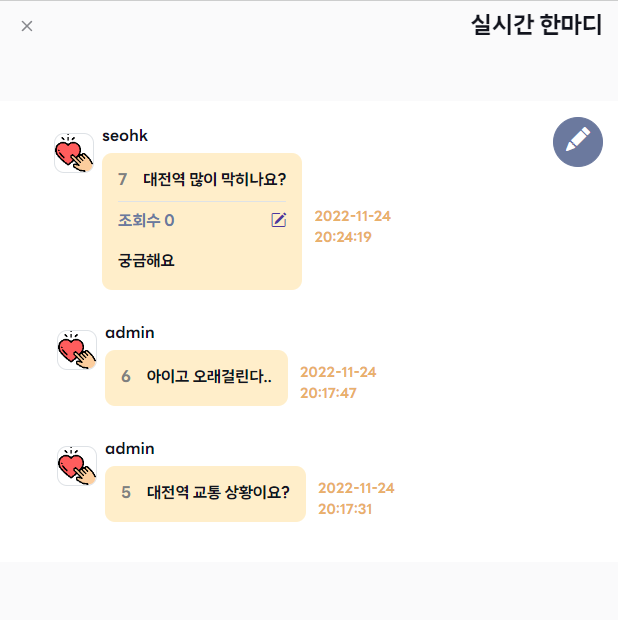 실시간 한마디
seohk
7 대전역 많이 막히나요?
조회수 0
궁금해요
2022-11-24
20:24:19
admin
6 아이고 오래걸린다..
2022-11-24
20:17:47
admin
5 대전역 교통 상황이요?
2022-11-24
20:17:31